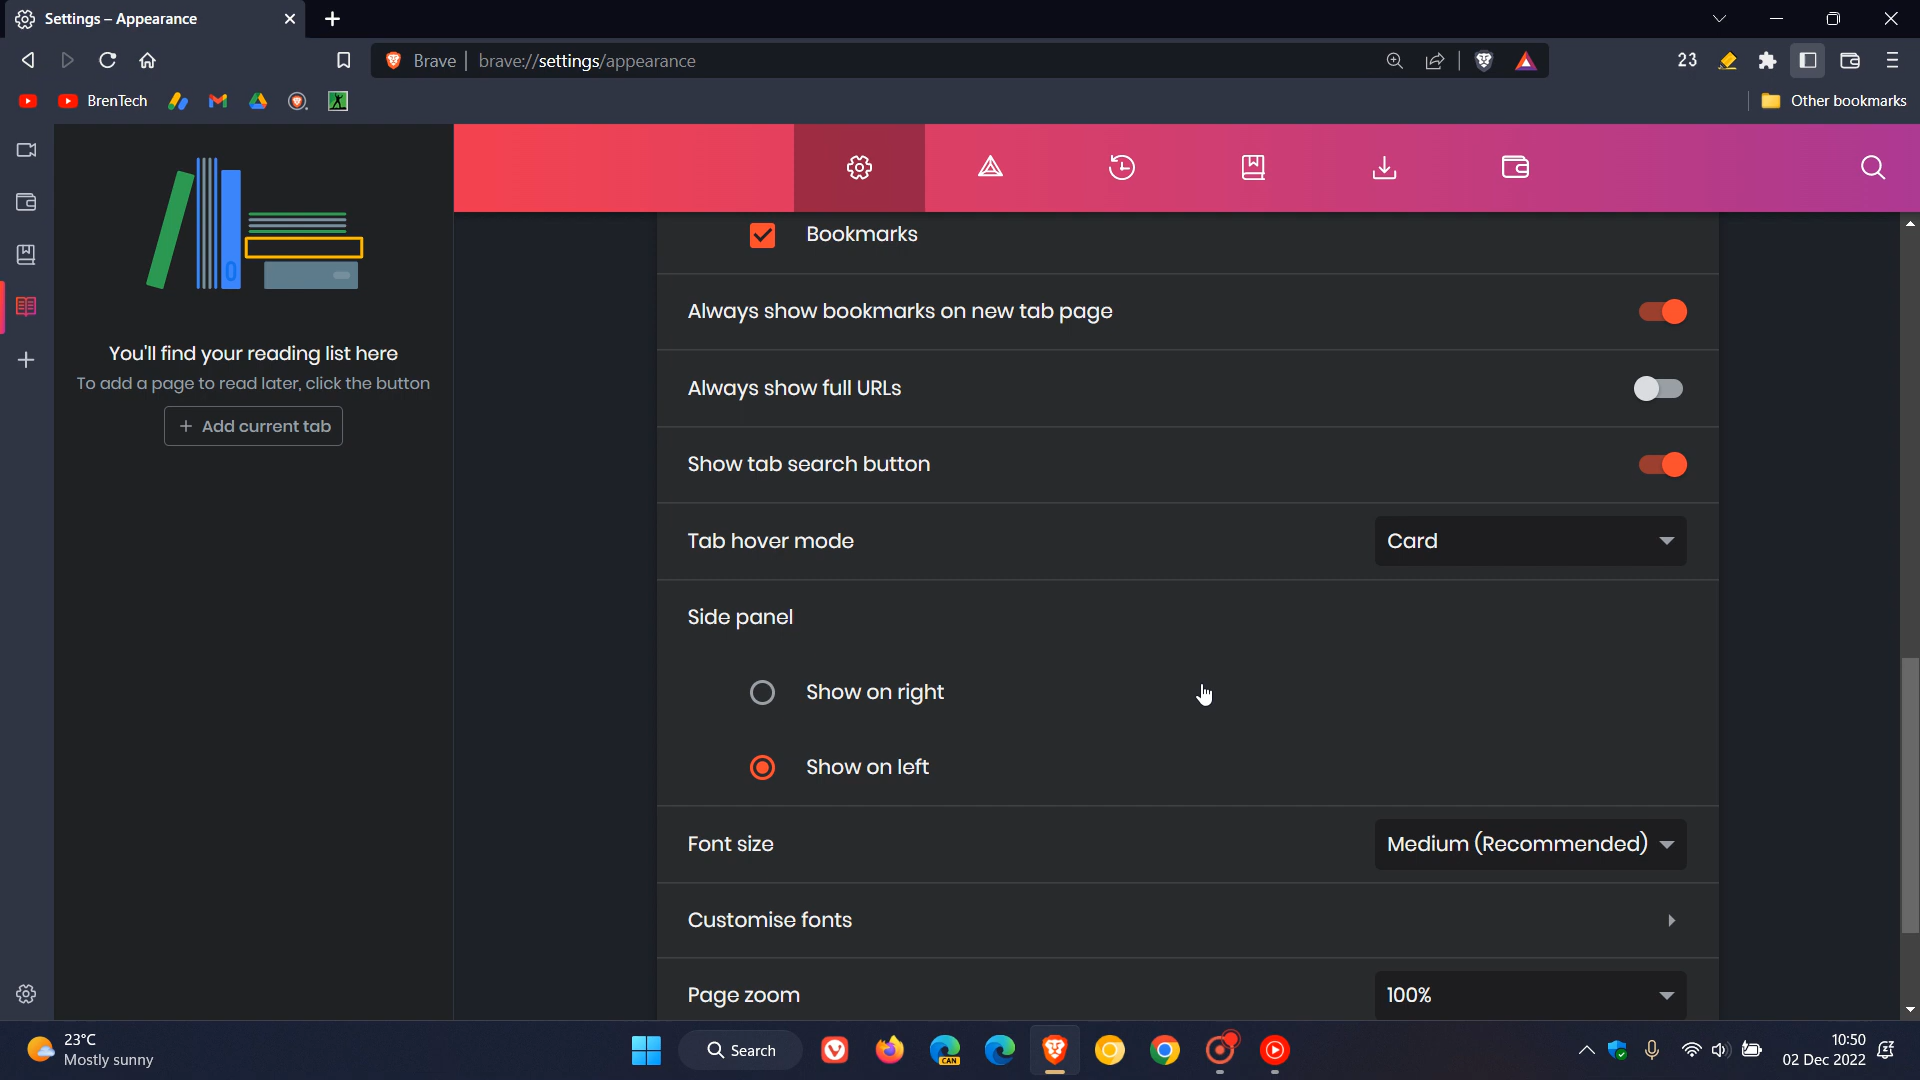 Settings – Appearance
Brave | brave://settings/appearance
23
BrenTech
Other bookmarks
You'll find your reading list here
To add a page to read later, click the button
+ Add current tab
Bookmarks
Always show bookmarks on new tab page
Always show full URLs
Show tab search button
Tab hover mode
Card
Side panel
Show on right
Show on left
Font size
Medium (Recommended)
Customise fonts
Page zoom
100%
23°C
Mostly sunny
Search
CAN
10:50
02 Dec 2022